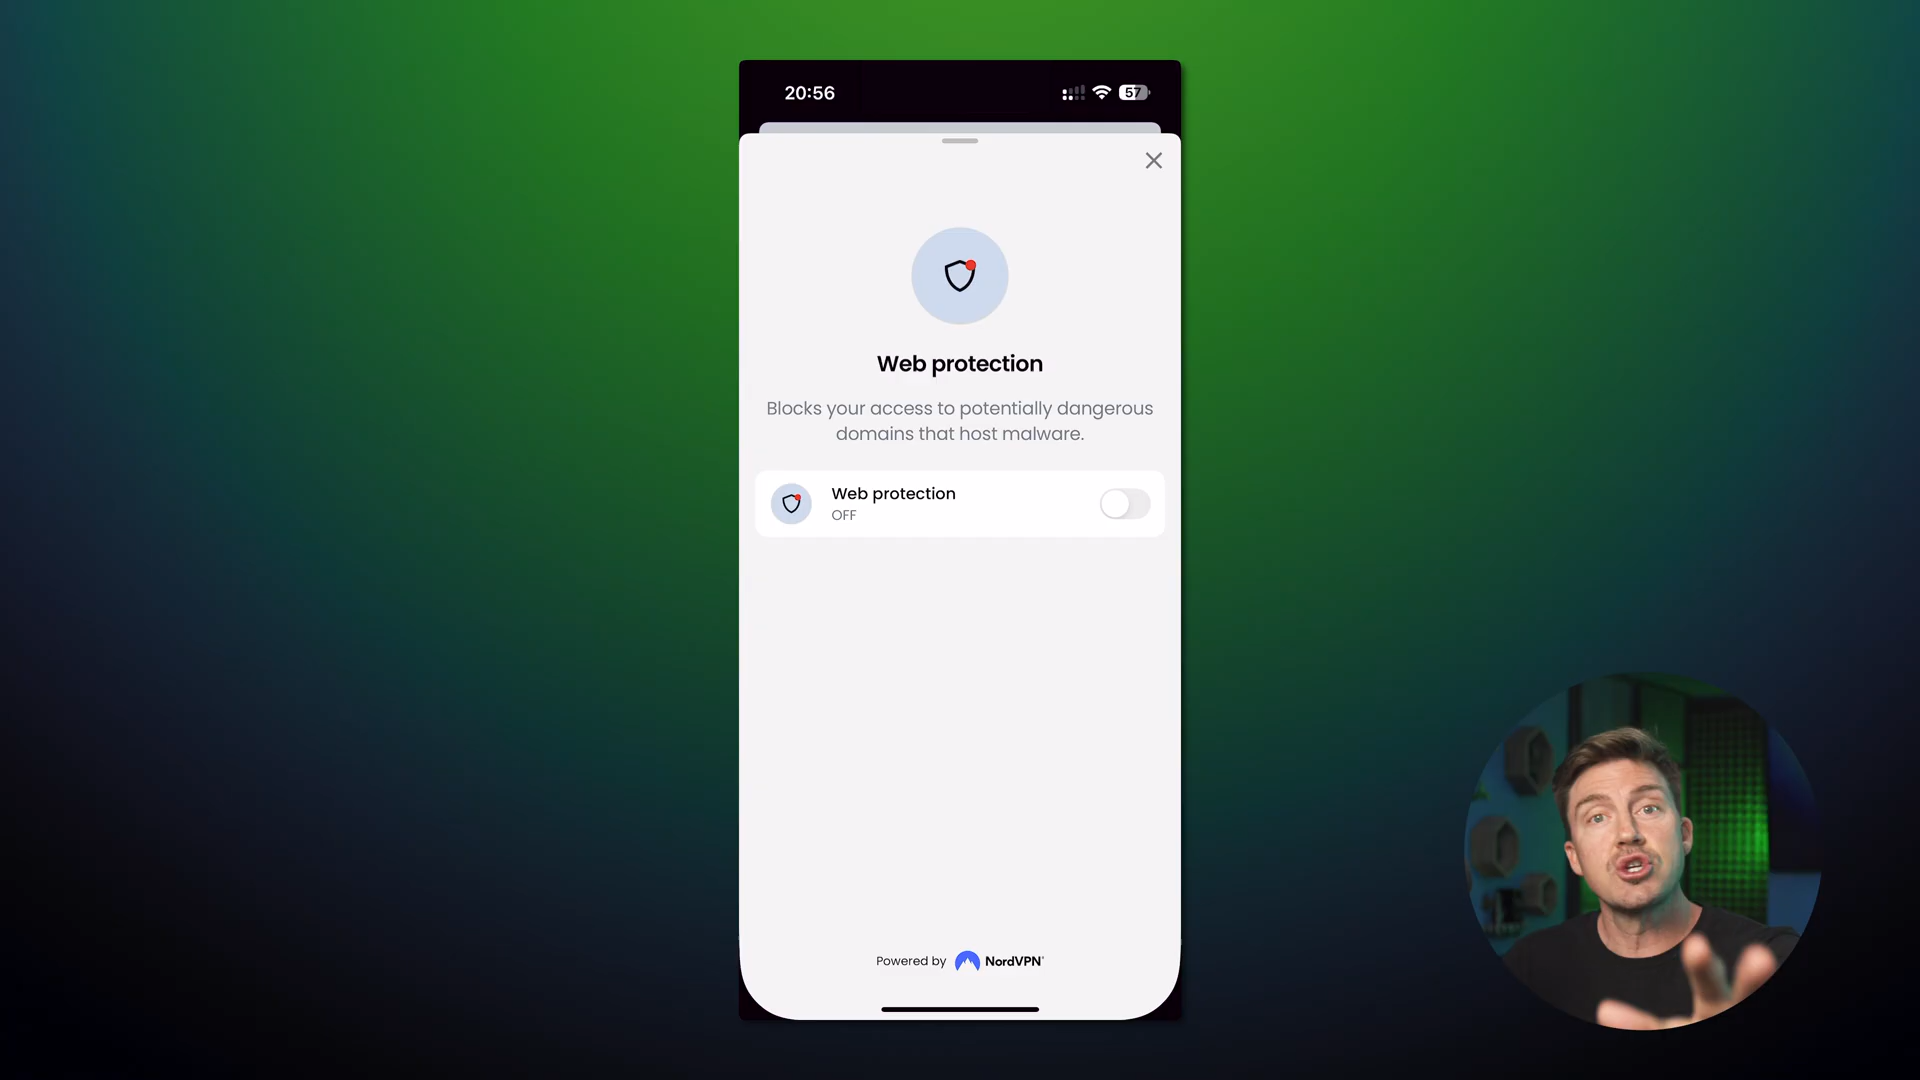 20:56
57
Web protection
Blocks your access to potentially dangerous
domains that host malware.
Web protection
OFF
Powered by NordVPN®